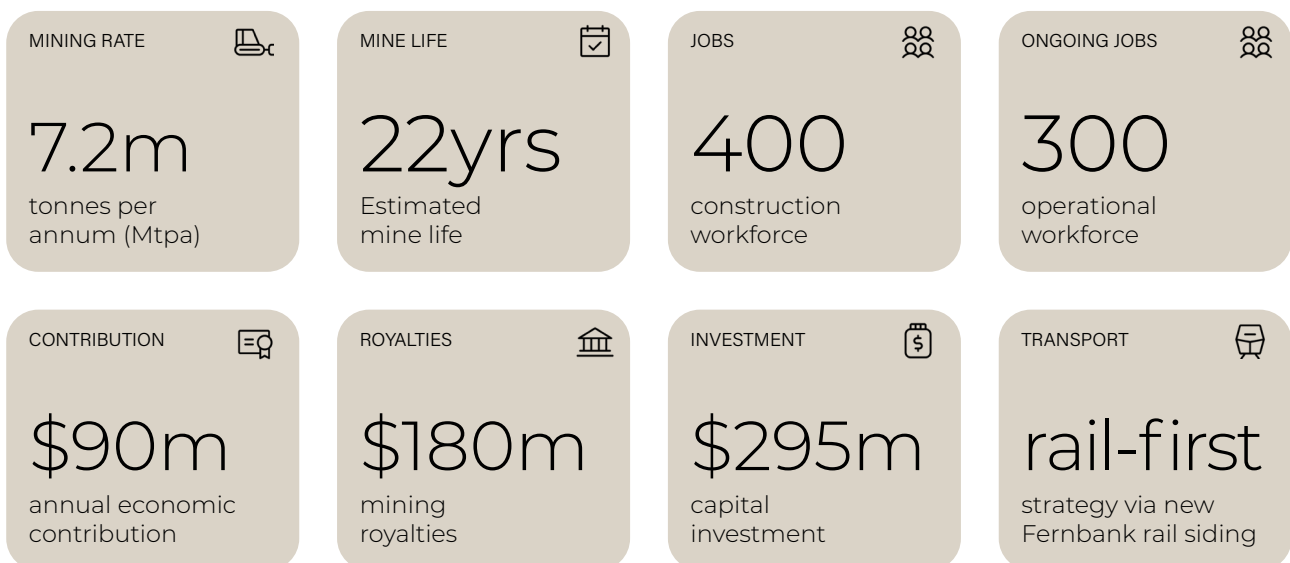 MINING RATE
7.2m
tonnes per
annum (Mtpa)
MINE LIFE
22yrs
Estimated
mine life
JOBS
400
construction
workforce
ONGOING JOBS
300
operational
workforce
CONTRIBUTION
$90m
annual economic
contribution
ROYALTIES
$180m
mining
royalties
INVESTMENT
$295m
capital
investment
TRANSPORT
rail-first
strategy via new
Fernbank rail siding